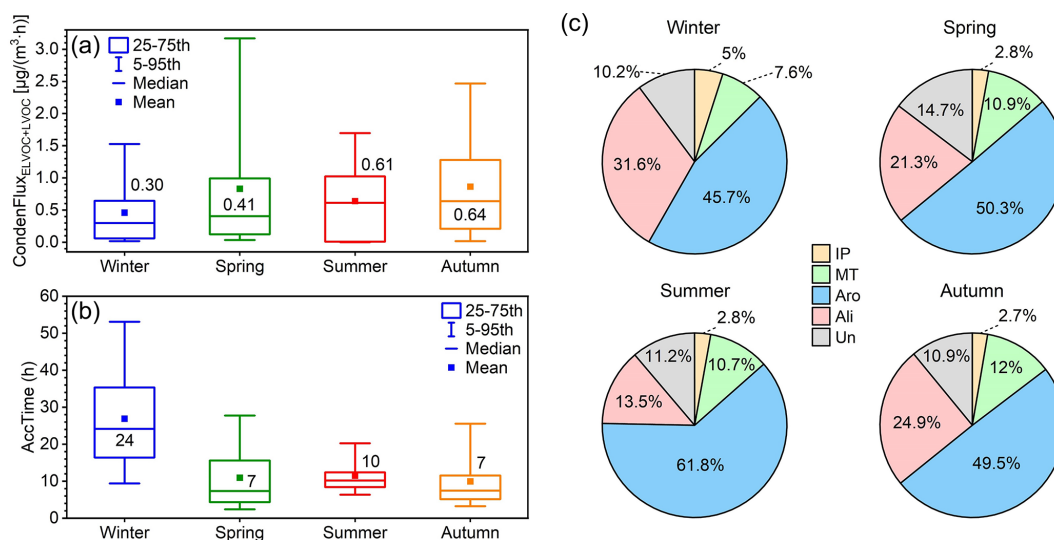 (a)
CondenFlux_ELVOC+LVOC [μg/(m³·h)]
3.0
2.5
2.0
1.5
1.0
0.5
0.0
25-75th
5-95th
Median
Mean
0.30
0.41
0.61
0.64
Winter Spring Summer Autumn
(b)
AccTime (h)
60
50
40
30
20
10
0
25-75th
5-95th
Median
Mean
24
7
10
7
Winter Spring Summer Autumn
(c)
Winter
5%
7.6%
45.7%
31.6%
10.2%
Spring
2.8%
10.9%
50.3%
21.3%
14.7%
IP
MT
Aro
Ali
Un
Summer
2.8%
10.7%
61.8%
13.5%
11.2%
Autumn
2.7%
12%
49.5%
24.9%
10.9%